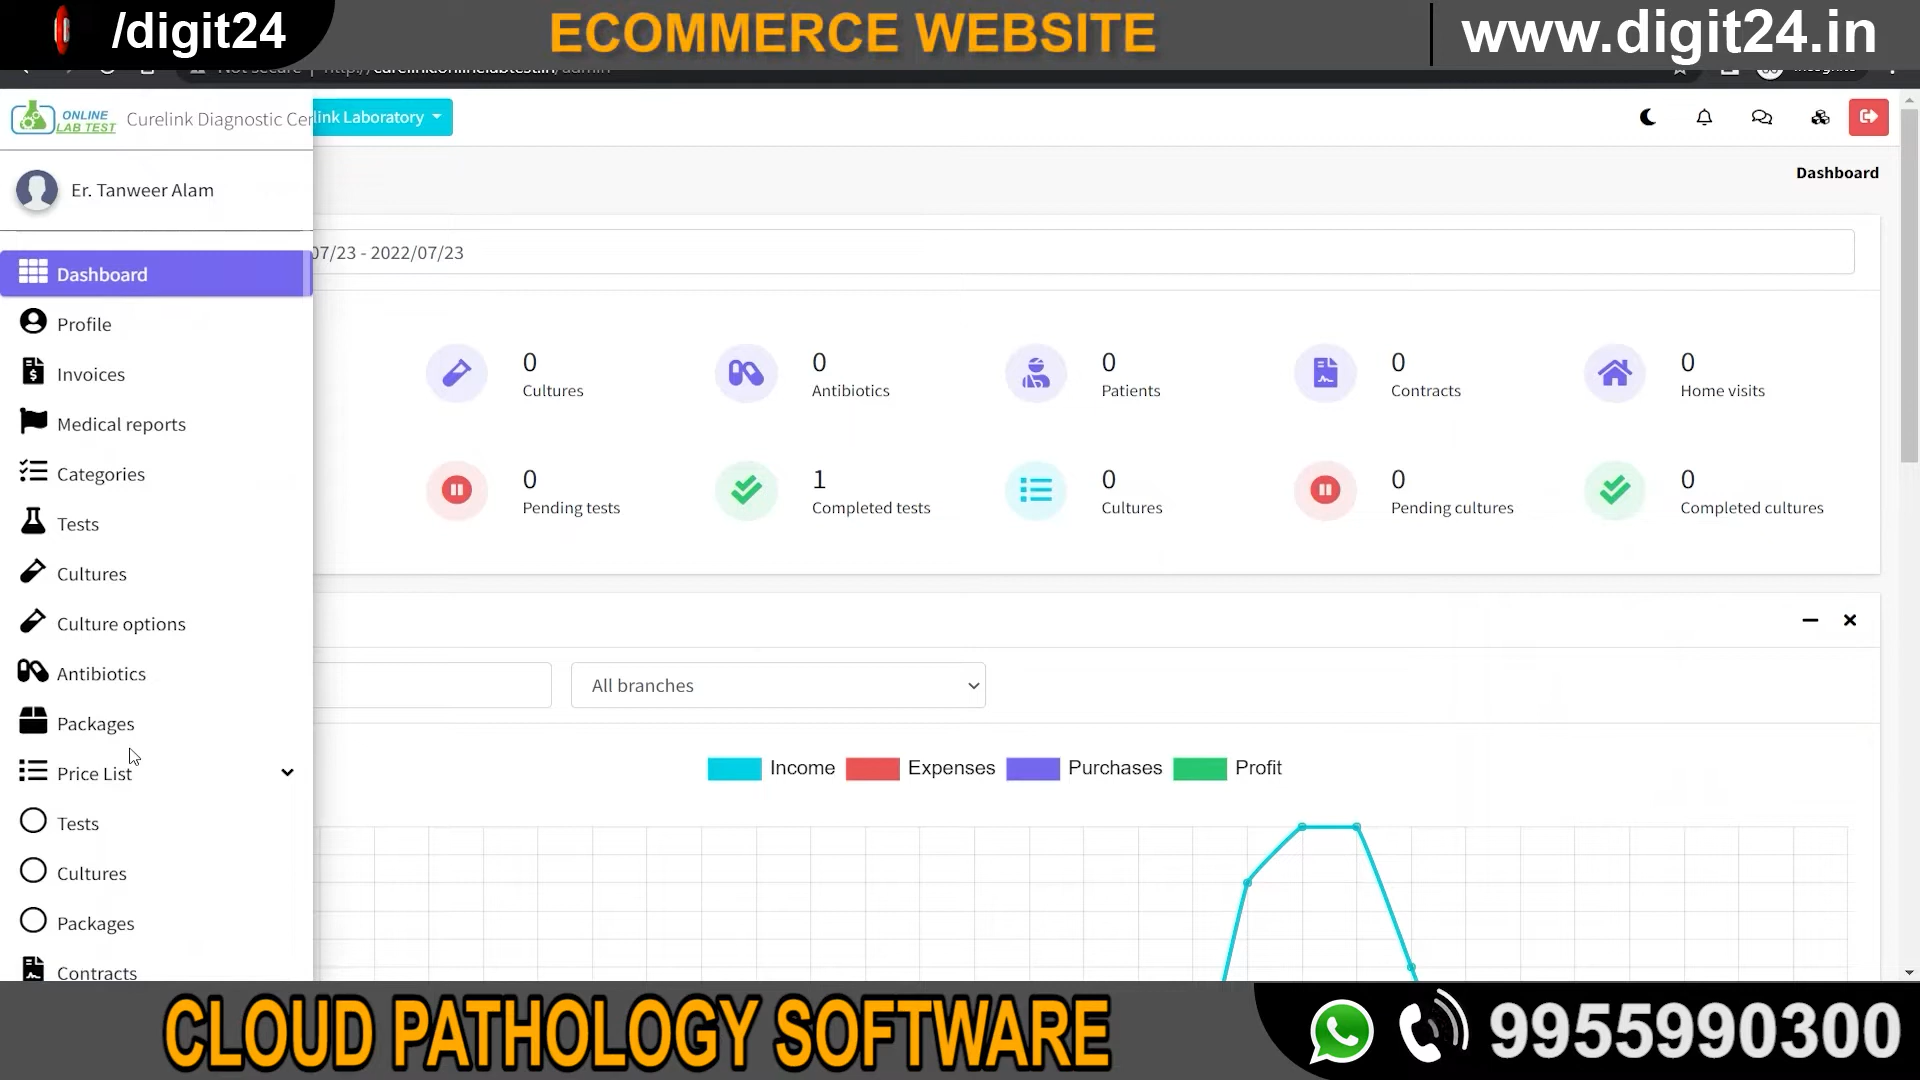 /digit24
ECOMMERCE WEBSITE
www.digit24.in
ONLINE
LAB TEST
Curelink Diagnostic Cen
link Laboratory
Er. Tanweer Alam
Dashboard
07/23 - 2022/07/23
Dashboard
Profile
Invoices
Medical reports
Categories
Tests
Cultures
Culture options
Antibiotics
Packages
Price List
Tests
Cultures
Packages
Contracts
0
Cultures
0
Antibiotics
0
Patients
0
Contracts
0
Home visits
0
Pending tests
1
Completed tests
0
Cultures
0
Pending cultures
0
Completed cultures
All branches
Income
Expenses
Purchases
Profit
CLOUD PATHOLOGY SOFTWARE
9955990300